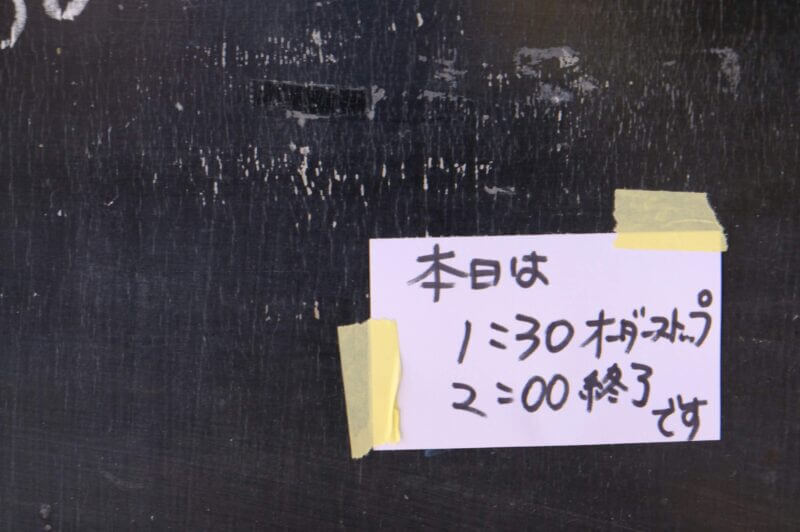 本日は
1:30 オーダーストップ
2:00 終了
です